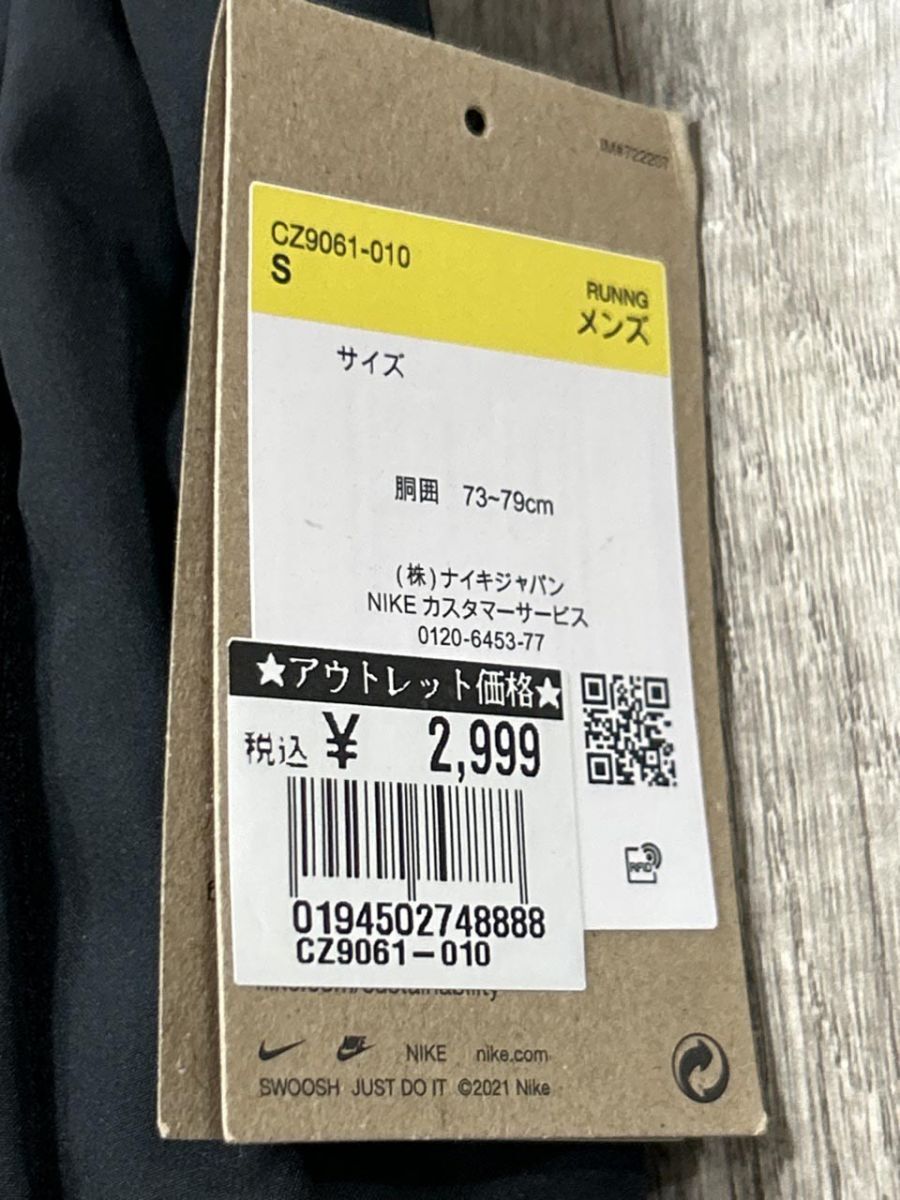 IM#722207
CZ9061-010
S
RUNNG
メンズ
サイズ
胴囲 73~79cm
(株)ナイキジャパン
NIKE カスタマーサービス
0120-6453-77
★アウトレット価格★
税込 ¥ 2,999
0194502748888
CZ9061-010
RFID
NIKE nike.com
SWOOSH JUST DO IT ©2021 Nike